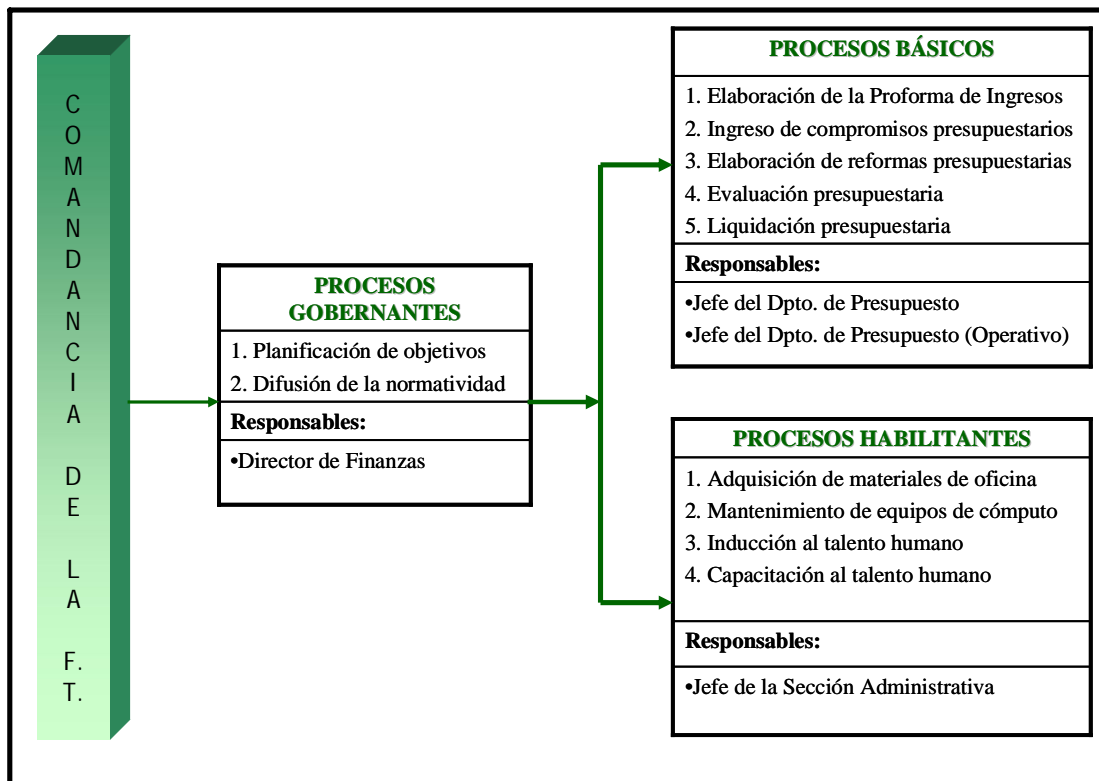 COMANDANCIA DE LA F.T.
PROCESOS
GOBERNANTES
1. Planificación de objetivos
2. Difusión de la normatividad
Responsables:
•Director de Finanzas
PROCESOS BÁSICOS
1. Elaboración de la Proforma de Ingresos
2. Ingreso de compromisos presupuestarios
3. Elaboración de reformas presupuestarias
4. Evaluación presupuestaria
5. Liquidación presupuestaria
Responsables:
•Jefe del Dpto. de Presupuesto
•Jefe del Dpto. de Presupuesto (Operativo)
PROCESOS HABILITANTES
1. Adquisición de materiales de oficina
2. Mantenimiento de equipos de cómputo
3. Inducción al talento humano
4. Capacitación al talento humano
Responsables:
•Jefe de la Sección Administrativa